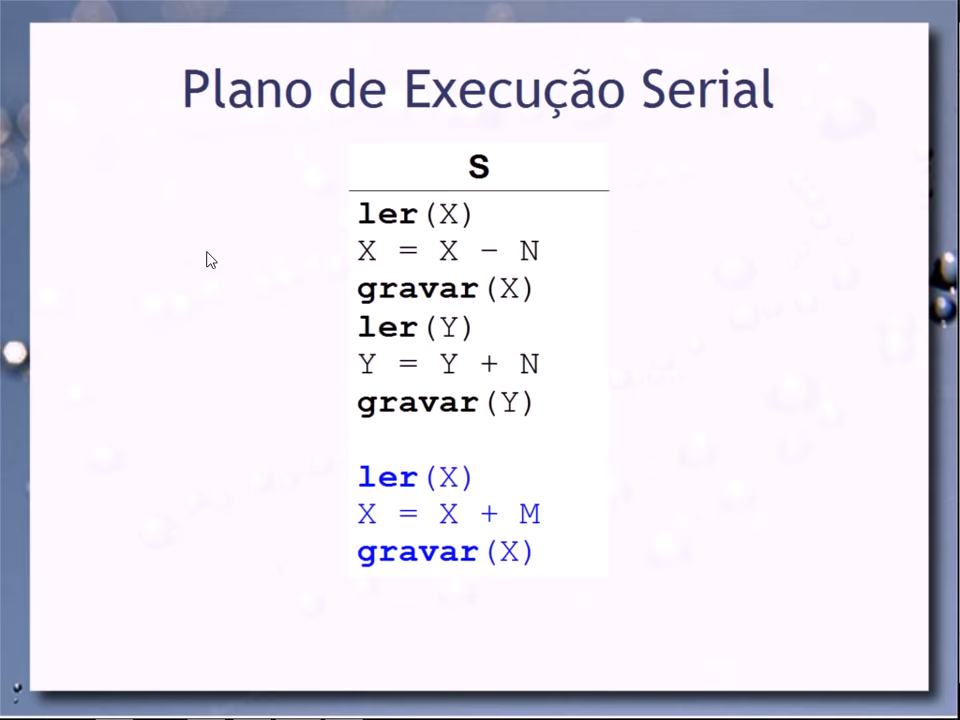 Plano de Execução Serial
S
ler(X)
X = X – N
gravar(X)
ler(Y)
Y = Y + N
gravar(Y)
ler(X)
X = X + M
gravar(X)